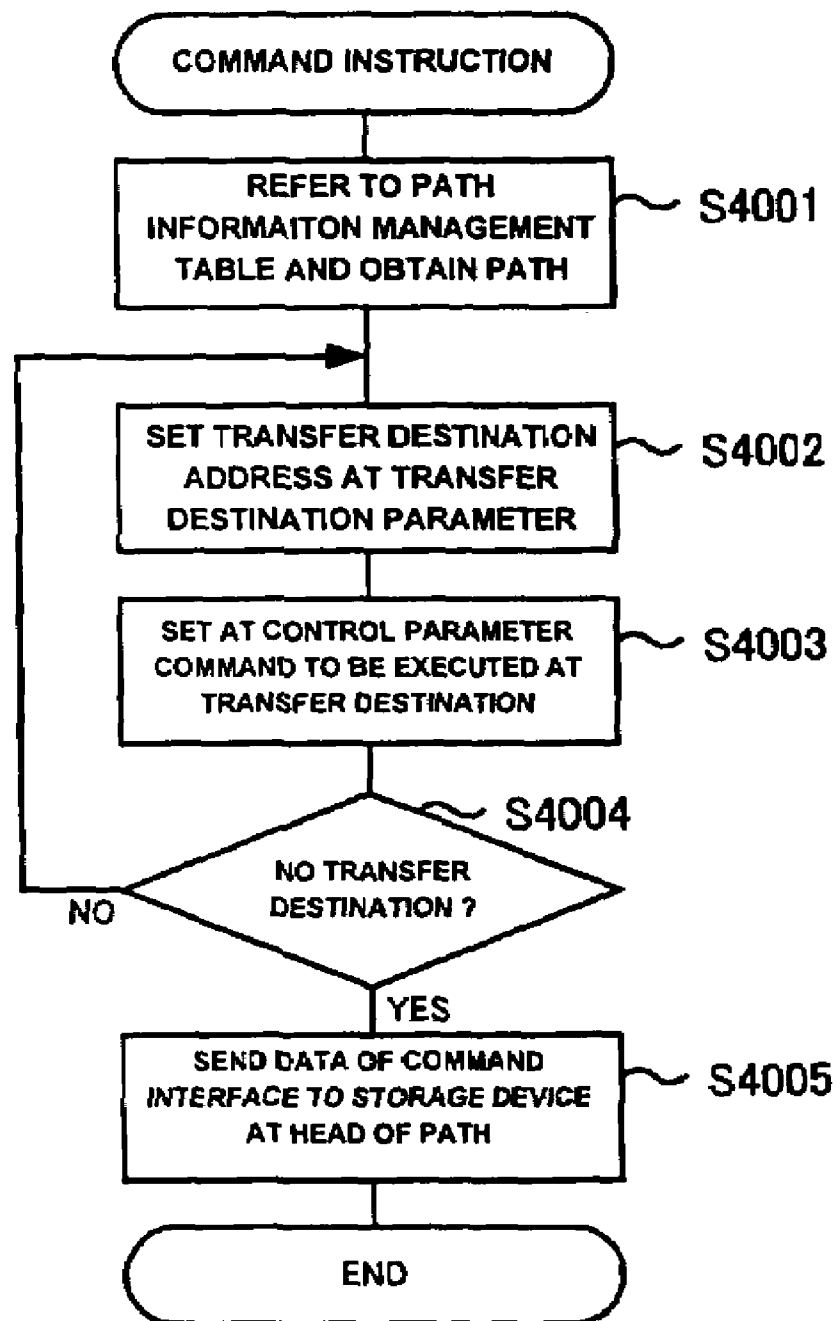 COMMAND INSTRUCTION
REFER TO PATH
INFORMAITON MANAGEMENT
TABLE AND OBTAIN PATH
S4001
SET TRANSFER DESTINATION
ADDRESS AT TRANSFER
DESTINATION PARAMETER
S4002
SET AT CONTROL PARAMETER
COMMAND TO BE EXECUTED AT
TRANSFER DESTINATION
S4003
S4004
NO TRANSFER
DESTINATION ?
NO
YES
SEND DATA OF COMMAND
INTERFACE TO STORAGE DEVICE
AT HEAD OF PATH
S4005
END